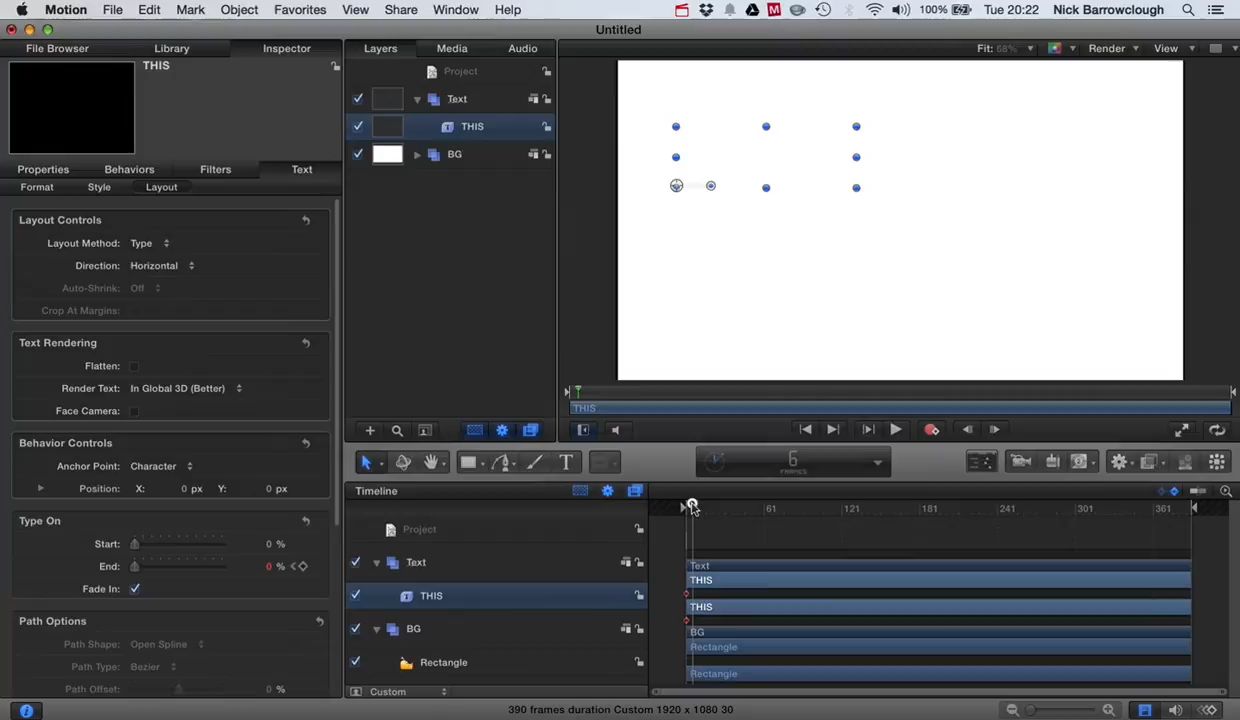 Motion File Edit Mark Object Favorites View Share Window Help 100% Tue 20:22 Nick Barrowclough
Untitled
File Browser Library Inspector Layers Media Audio Fit: 68% Render View
THIS
Project
Text
THIS
BG
Properties Behaviors Filters Text
Format Style Layout
Layout Controls
Layout Method: Type
Direction: Horizontal
Auto-Shrink: Off
Crop At Margins:
Text Rendering
Flatten:
Render Text: In Global 3D (Better)
Face Camera:
THIS
Behavior Controls
Anchor Point: Character
Position: X: 0 px Y: 0 px
6
FRAMES
T
Timeline
61 121 181 241 301 361
Type On
Start: 0 %
End: 0 %
Fade In:
Project
Text
THIS
BG
Rectangle
Text
THIS
THIS
BG
Rectangle
Rectangle
Path Options
Path Shape: Open Spline
Path Type: Bezier
Path Offset: 0 %
Custom
390 frames duration Custom 1920 x 1080 30